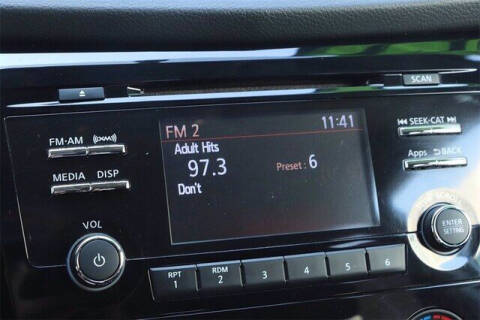 SCAN
FM·AM (XM)
MEDIA DISP
VOL
FM 2 11:41
Adult Hits
97.3 Preset: 6
Don't
SEEK·CAT
Apps BACK
ENTER
SETTING
RPT RDM
1 2 3 4 5 6